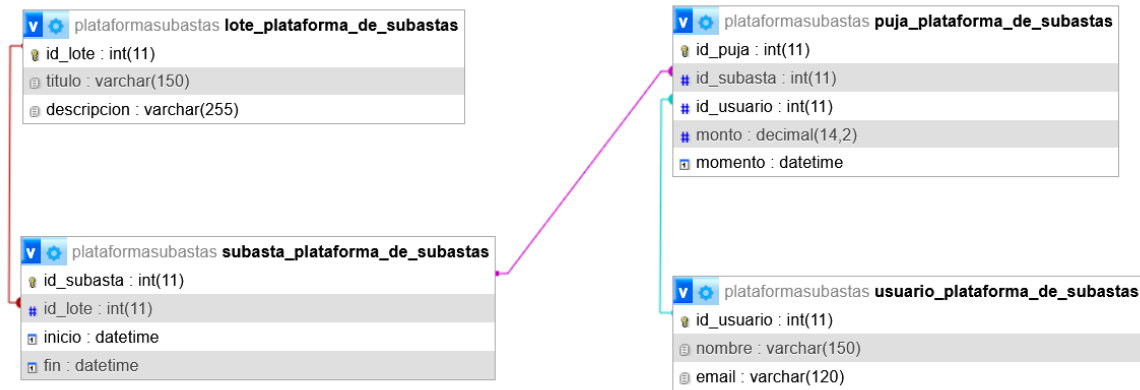 plataformasubastas lote_plataforma_de_subastas
id_lote : int(11)
titulo : varchar(150)
descripcion : varchar(255)
plataformasubastas puja_plataforma_de_subastas
id_puja : int(11)
# id_subasta : int(11)
# id_usuario : int(11)
# monto : decimal(14,2)
momento : datetime
plataformasubastas subasta_plataforma_de_subastas
id_subasta : int(11)
# id_lote : int(11)
inicio : datetime
fin : datetime
plataformasubastas usuario_plataforma_de_subastas
id_usuario : int(11)
nombre : varchar(150)
email : varchar(120)